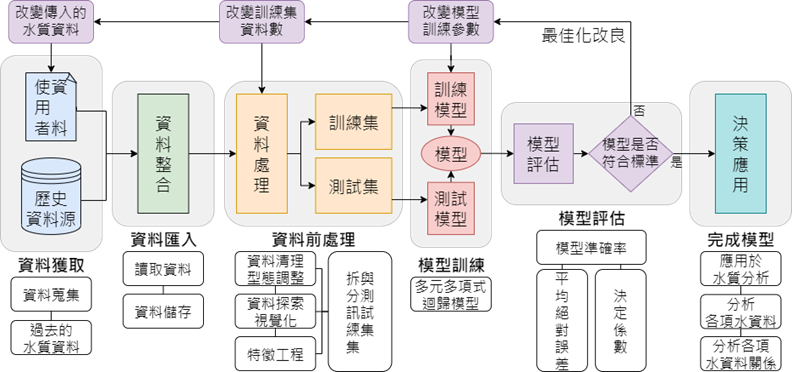 改變傳入的
水質資料
改變訓練集
資料數
改變模型
訓練參數
最佳化改良
使資
用
者料
歷史
資料源
資料整合
資料處理
訓練集
測試集
訓練
模型
模型
測試
模型
模型
評估
模型是否
符合標準
否
是
決策應用
資料獲取
資料蒐集
過去的
水質資料
資料匯入
讀取資料
資料儲存
資料前處理
資料清理
型態調整
資料探索
視覺化
特徵工程
拆與
分測
訓試
練集
集
模型訓練
多元多項式
迴歸模型
模型評估
模型準確率
平均絕對誤差
決定係數
完成模型
應用於
水質分析
分析
各項水資料
分析各項
水資料關係